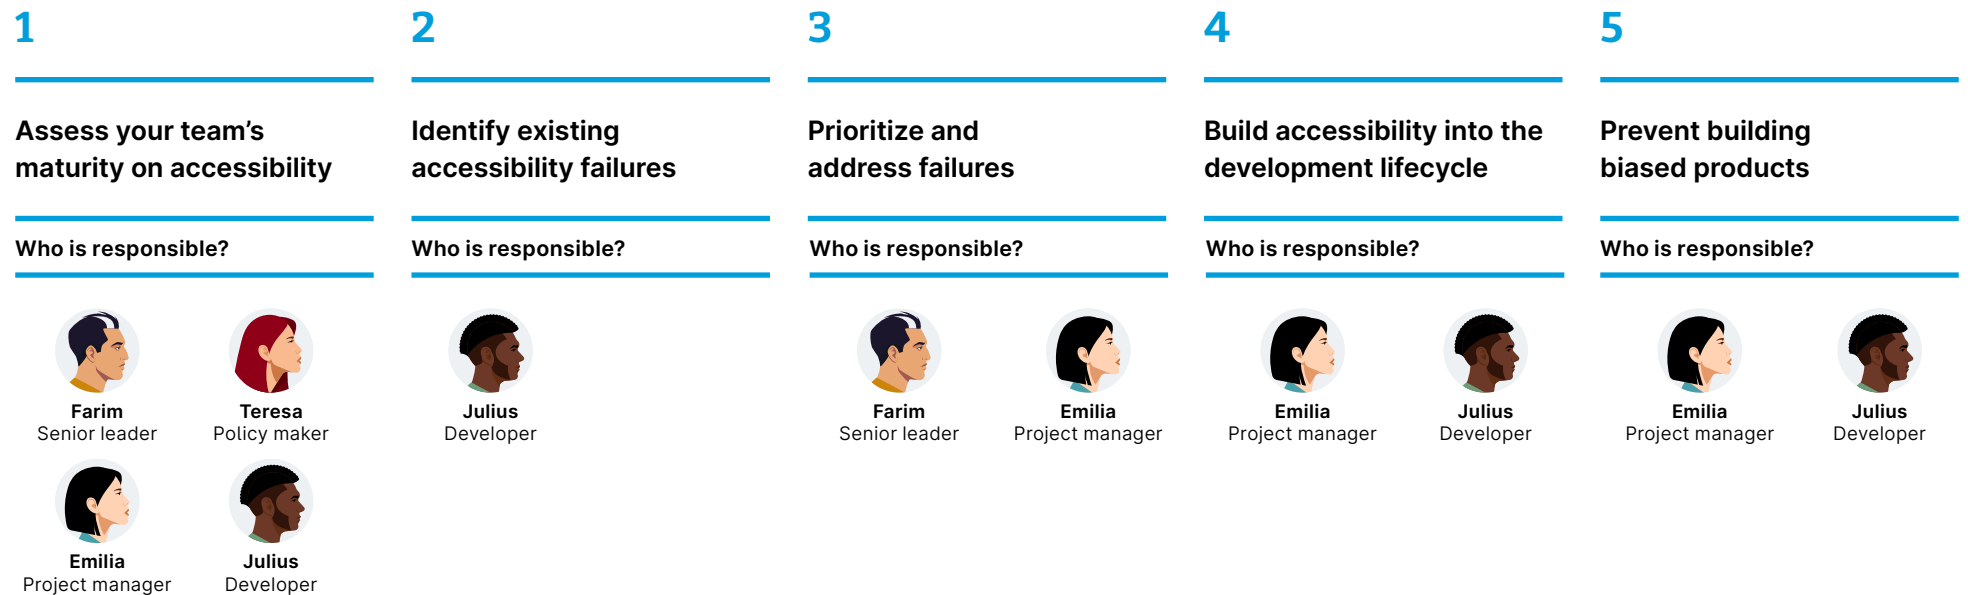 1
Assess your team’s
maturity on accessibility
Who is responsible?
Farim
Senior leader
Teresa
Policy maker
Emilia
Project manager
Julius
Developer
2
Identify existing
accessibility failures
Who is responsible?
Julius
Developer
3
Prioritize and
address failures
Who is responsible?
Farim
Senior leader
Emilia
Project manager
4
Build accessibility into the
development lifecycle
Who is responsible?
Emilia
Project manager
Julius
Developer
5
Prevent building
biased products
Who is responsible?
Emilia
Project manager
Julius
Developer